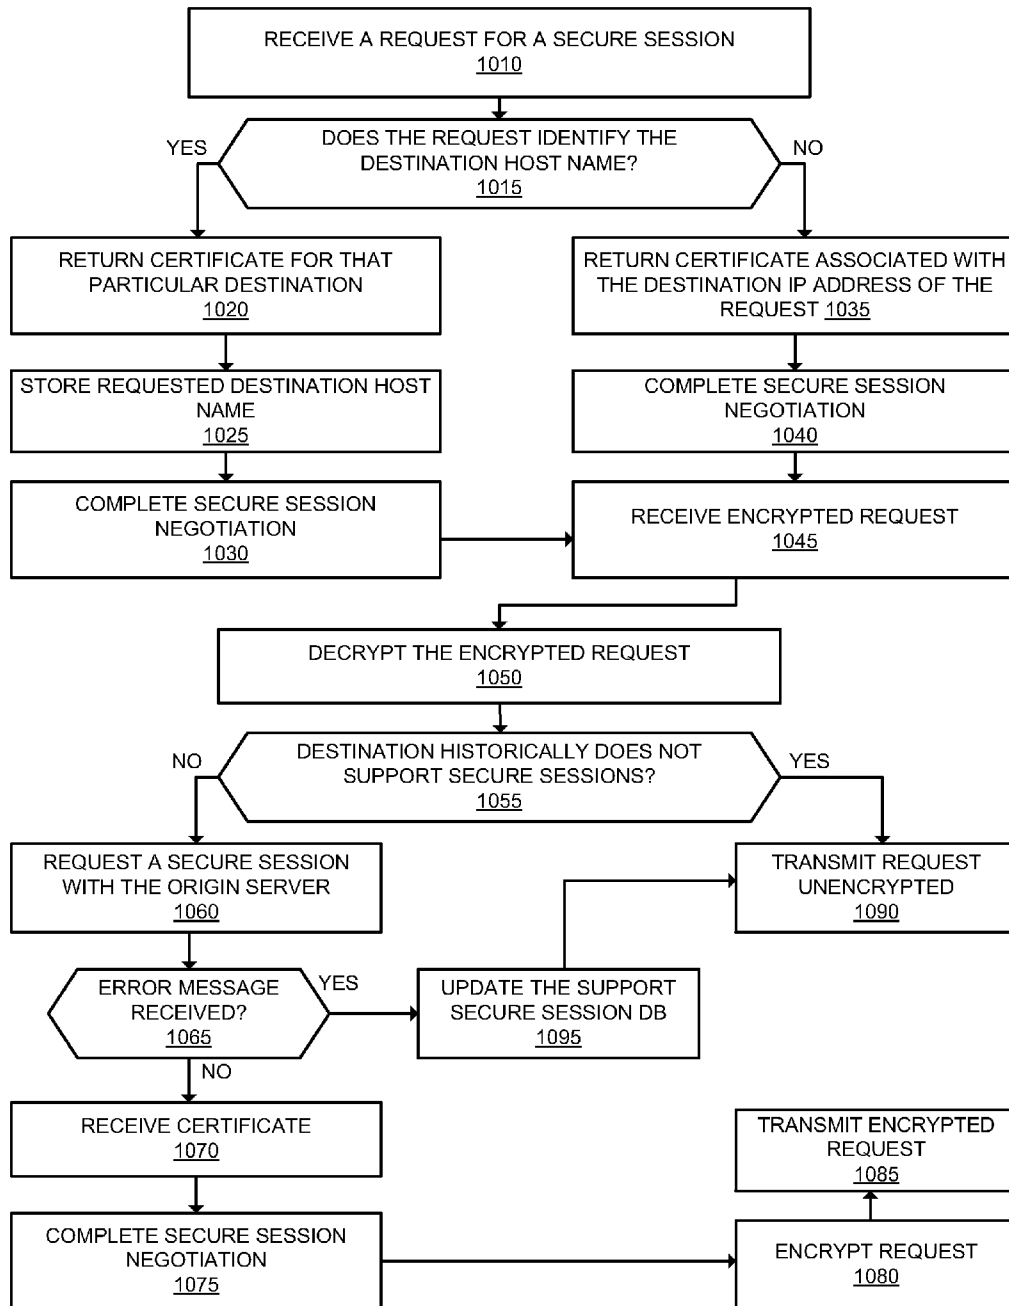 RECEIVE A REQUEST FOR A SECURE SESSION
1010
DOES THE REQUEST IDENTIFY THE
DESTINATION HOST NAME?
1015
YES
NO
RETURN CERTIFICATE FOR THAT
PARTICULAR DESTINATION
1020
RETURN CERTIFICATE ASSOCIATED WITH
THE DESTINATION IP ADDRESS OF THE
REQUEST 1035
STORE REQUESTED DESTINATION HOST
NAME
1025
COMPLETE SECURE SESSION
NEGOTIATION
1040
COMPLETE SECURE SESSION
NEGOTIATION
1030
RECEIVE ENCRYPTED REQUEST
1045
DECRYPT THE ENCRYPTED REQUEST
1050
DESTINATION HISTORICALLY DOES NOT
SUPPORT SECURE SESSIONS?
1055
NO
YES
REQUEST A SECURE SESSION
WITH THE ORIGIN SERVER
1060
TRANSMIT REQUEST
UNENCRYPTED
1090
ERROR MESSAGE
RECEIVED?
1065
YES
UPDATE THE SUPPORT
SECURE SESSION DB
1095
NO
RECEIVE CERTIFICATE
1070
TRANSMIT ENCRYPTED
REQUEST
1085
COMPLETE SECURE SESSION
NEGOTIATION
1075
ENCRYPT REQUEST
1080